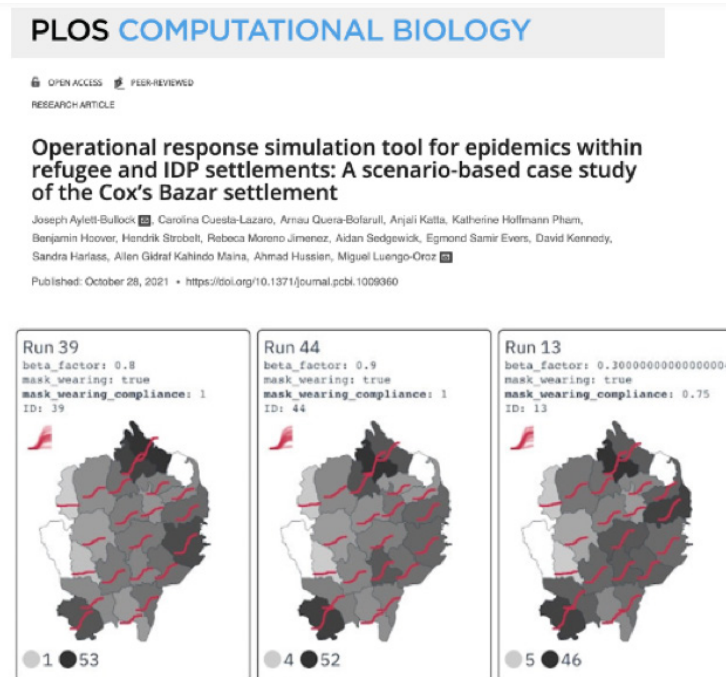 PLOS COMPUTATIONAL BIOLOGY
OPEN ACCESS PEER-REVIEWED
RESEARCH ARTICLE
Operational response simulation tool for epidemics within
refugee and IDP settlements: A scenario-based case study
of the Cox's Bazar settlement
Joseph Aylett-Bullock, Carolina Cuesta-Lazaro, Arnau Quera-Bofarull, Anjali Katta, Katherine Hoffmann Pham,
Benjamin Hoover, Hendrik Strobelt, Rebeca Moreno Jimenez, Aidan Sedgewick, Egmond Samir Evers, David Kennedy,
Sandra Harlass, Allen Gidraf Kahindo Maina, Ahmad Hussien, Miguel Luengo-Oroz
Published: October 28, 2021 • https://doi.org/10.1371/journal.pcbi.1009360
Run 39
beta_factor: 0.8
mask_wearing: true
mask_wearing_compliance: 1
ID: 39
1 53
Run 44
beta_factor: 0.9
mask_wearing: true
mask_wearing_compliance: 1
ID: 44
4 52
Run 13
beta_factor: 0.3000000000000000
mask_wearing: true
mask_wearing_compliance: 0.75
ID: 13
5 46